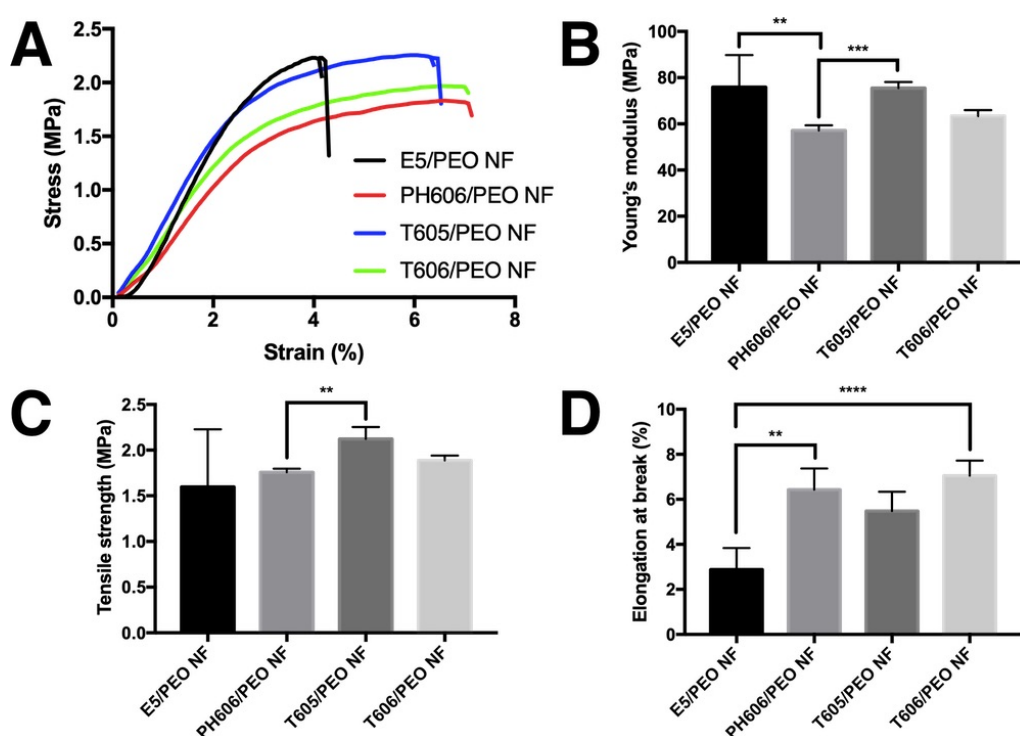 A
2.5
2.0
1.5
1.0
0.5
0.0
0 2 4 6 8
Stress (MPa)
Strain (%)
E5/PEO NF
PH606/PEO NF
T605/PEO NF
T606/PEO NF
B
100
80
60
40
20
0
Young's modulus (MPa)
**
***
E5/PEO NF
PH606/PEO NF
T605/PEO NF
T606/PEO NF
C
2.5
2.0
1.5
1.0
0.5
0.0
Tensile strength (MPa)
**
E5/PEO NF
PH606/PEO NF
T605/PEO NF
T606/PEO NF
D
10
8
6
4
2
0
Elongation at break (%)
****
**
E5/PEO NF
PH606/PEO NF
T605/PEO NF
T606/PEO NF